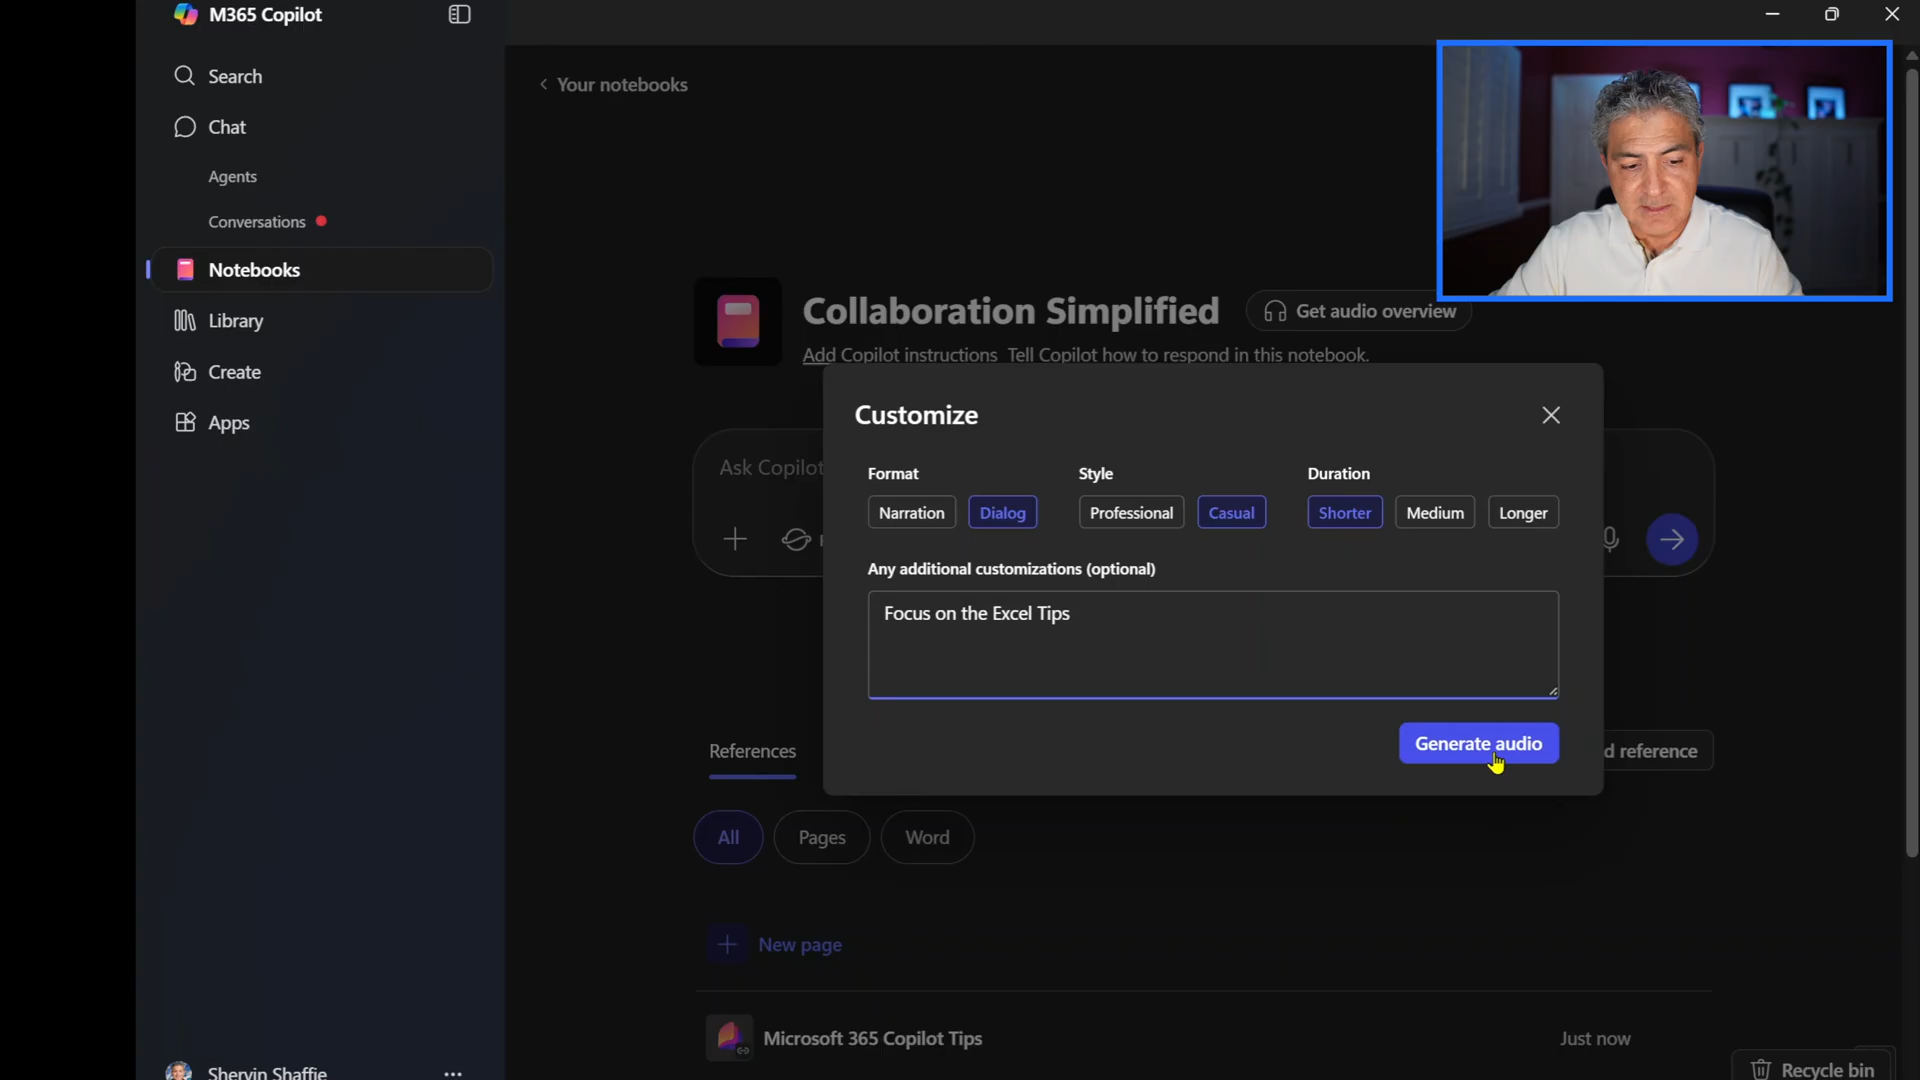 M365 Copilot
Search
Chat
Agents
Conversations
Notebooks
Library
Create
Apps
Shervin Shaffie
Your notebooks
Collaboration Simplified
Get audio overview
Add Copilot instructions Tell Copilot how to respond in this notebook.
Ask Copilot
Customize
Format
Style
Duration
Narration
Dialog
Professional
Casual
Shorter
Medium
Longer
Any additional customizations (optional)
Focus on the Excel Tips
Generate audio
References
d reference
All
Pages
Word
New page
Microsoft 365 Copilot Tips
Just now
Recycle bin